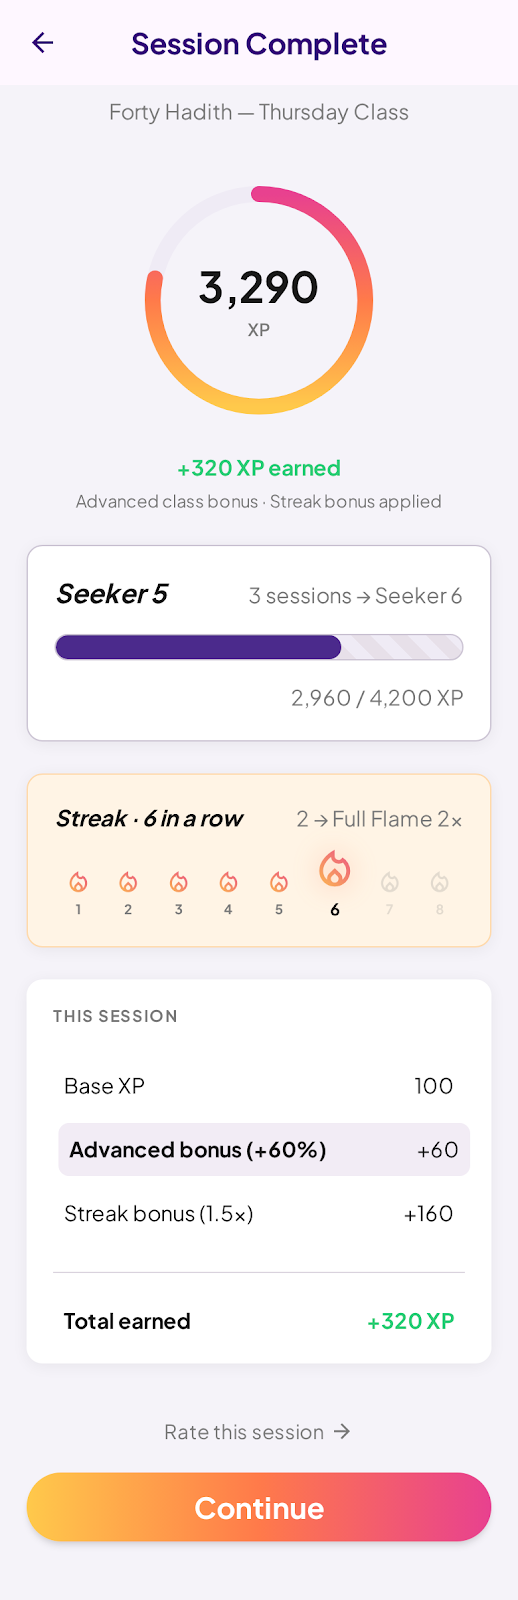 Session Complete
Forty Hadith — Thursday Class
3,290
XP
+320 XP earned
Advanced class bonus · Streak bonus applied
Seeker 5
3 sessions → Seeker 6
2,960 / 4,200 XP
Streak · 6 in a row
2 → Full Flame 2×
1 2 3 4 5 6 7 8
THIS SESSION
Base XP 100
Advanced bonus (+60%) +60
Streak bonus (1.5×) +160
Total earned +320 XP
Rate this session →
Continue